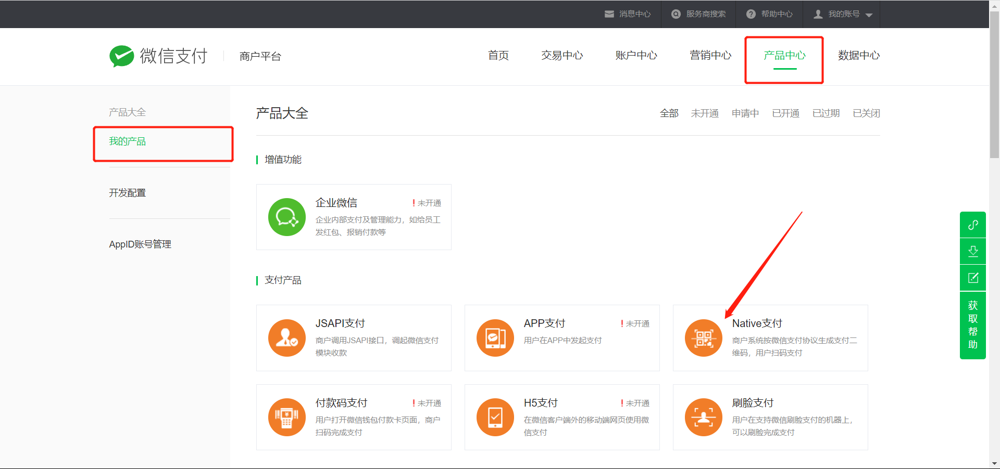 消息中心
服务商搜索
帮助中心
我的账号
微信支付
商户平台
首页
交易中心
账户中心
营销中心
产品中心
数据中心
产品大全
我的产品
开发配置
AppID账号管理
产品大全
全部
未开通
申请中
已开通
已过期
已关闭
增值功能
企业微信
未开通
企业内部支付及管理能力，如给员工
发红包、报销付款等
支付产品
JSAPI支付
商户调用JSAPI接口，调起微信支付
模块收款
APP支付
未开通
用户在APP中发起支付
Native支付
商户系统按微信支付协议生成支付二
维码，用户扫码支付
付款码支付
未开通
用户打开微信钱包付款卡页面，商户
扫码完成支付
H5支付
未开通
在微信客户端外的移动端网页使用微
信支付
刷脸支付
用户在支持微信刷脸支付的机器上，
可以刷脸完成支付
获
取
帮
助